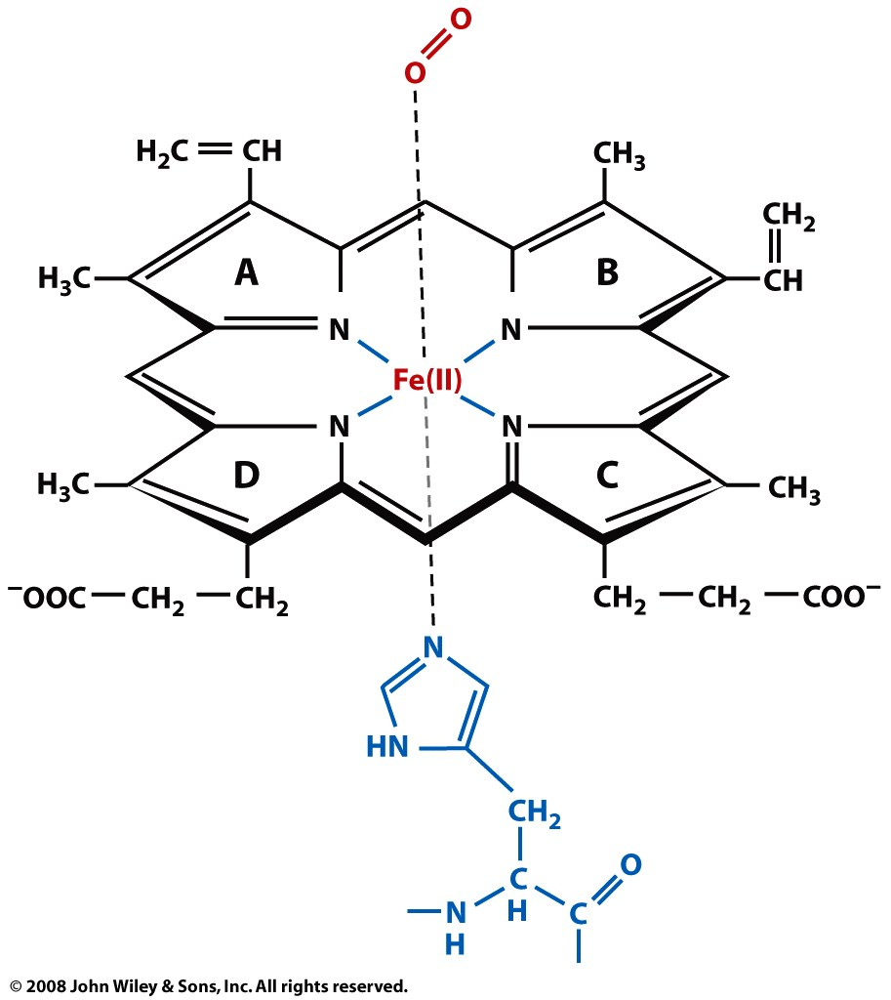 O
O
H₂C=CH
CH₃
CH₂
A
B
H₃C
CH
N
N
Fe(II)
N
N
D
C
H₃C
CH₃
⁻OOC—CH₂—CH₂
CH₂—CH₂—COO⁻
N
HN
CH₂
O
C
H
—N
H
C
© 2008 John Wiley & Sons, Inc. All rights reserved.